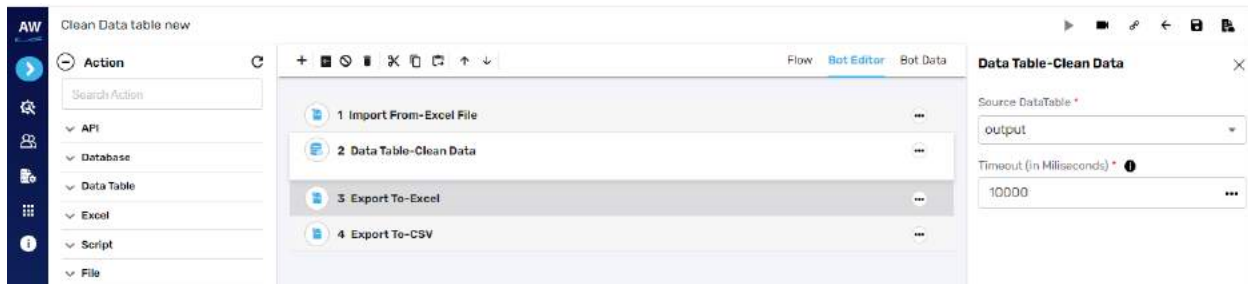 AW
Clean Data table new
Action
Search Action
API
Database
Data Table
Excel
Script
File
Flow
Bot Editor
Bot Data
1 Import From-Excel File
2 Data Table-Clean Data
3 Export To-Excel
4 Export To-CSV
Data Table-Clean Data
Source DataTable *
output
Timeout (in Miliseconds) *
10000